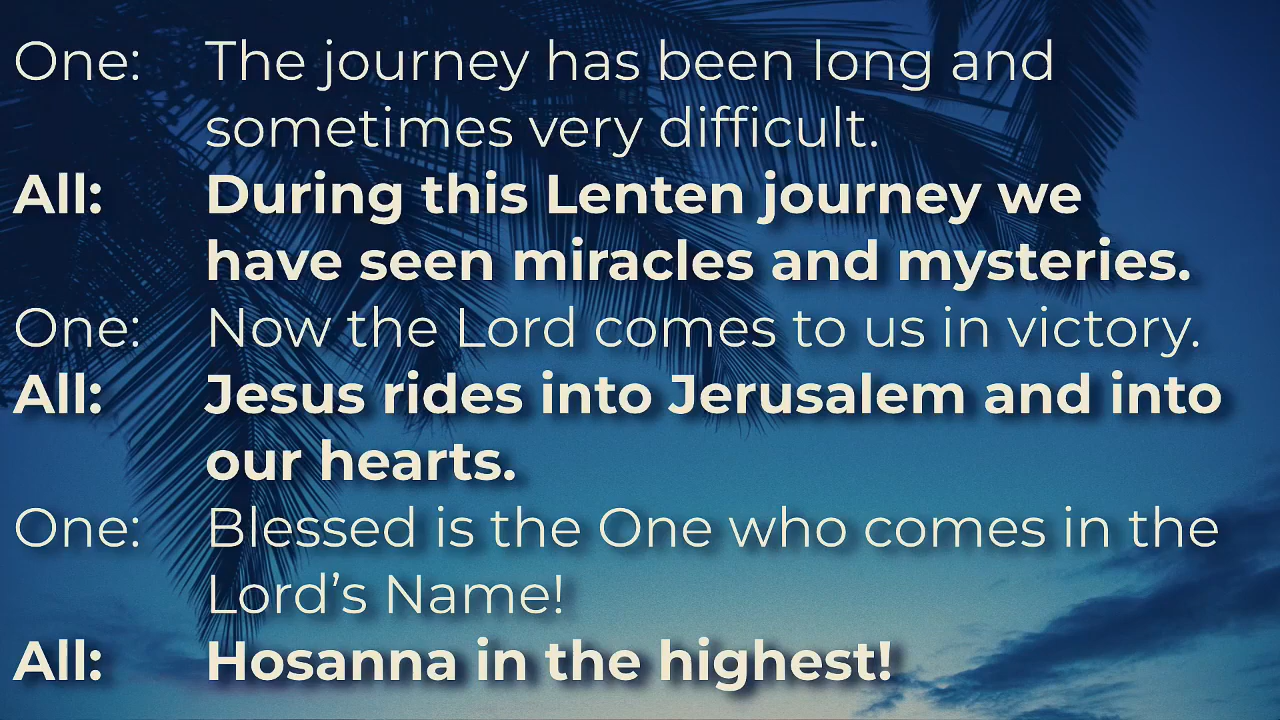 One: The journey has been long and
sometimes very difficult.
All: During this Lenten journey we
have seen miracles and mysteries.
One: Now the Lord comes to us in victory.
All: Jesus rides into Jerusalem and into
our hearts.
One: Blessed is the One who comes in the
Lord’s Name!
All: Hosanna in the highest!